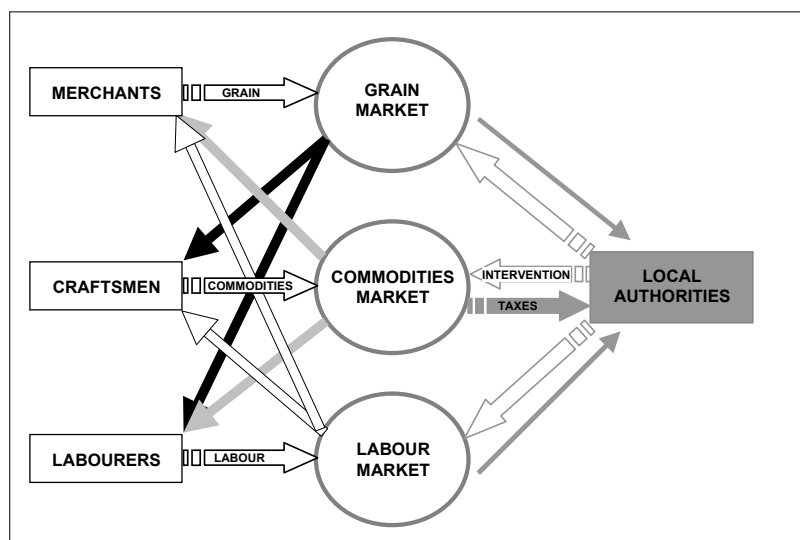 MERCHANTS
GRAIN
GRAIN
MARKET
CRAFTSMEN
COMMODITIES
COMMODITIES
MARKET
INTERVENTION
TAXES
LOCAL
AUTHORITIES
LABOURERS
LABOUR
LABOUR
MARKET